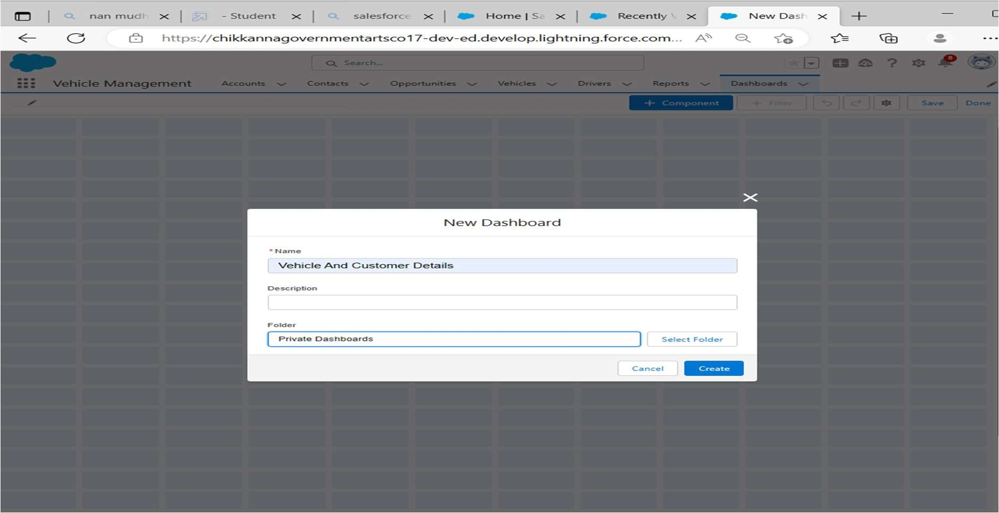 nan mudh - Student salesforce Home | Sa Recently New Dash
https://chikkannagovernmentartsco17-dev-ed.develop.lightning.force.com...
Search...
8
Vehicle Management Accounts Contacts Opportunities Vehicles Drivers Reports Dashboards
+ Component + Filter Save Done
New Dashboard
* Name
Vehicle And Customer Details
Description
Folder
Private Dashboards Select Folder
Cancel Create